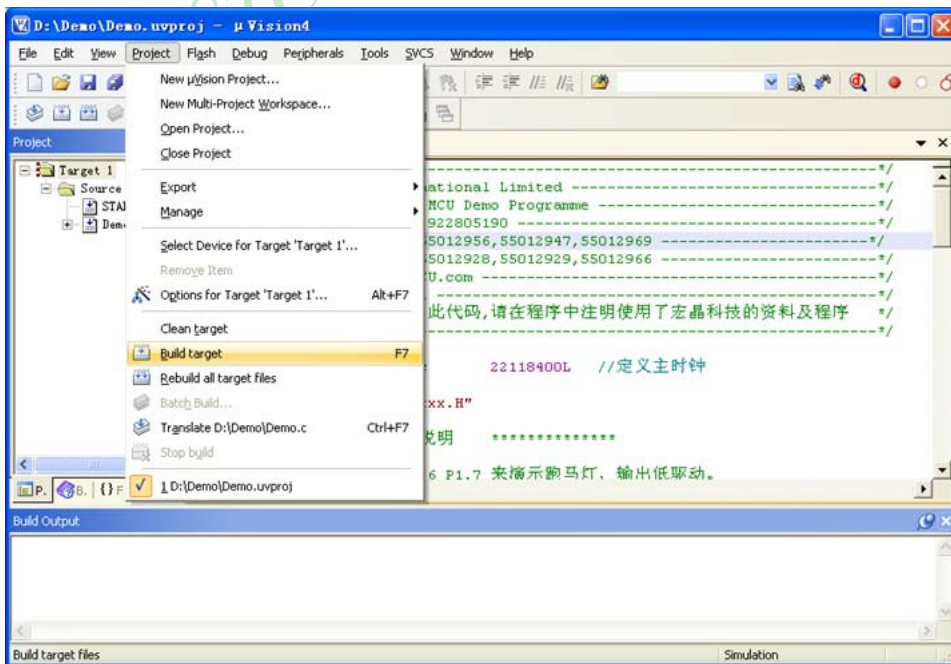 D:\Demo\Demo.uvproj - µVision4
File Edit View Project Flash Debug Peripherals Tools SVCS Window Help
Project
Target 1
Source
STA
Dem
New µVision Project...
New Multi-Project Workspace...
Open Project...
Close Project
Export
Manage
Select Device for Target 'Target 1'...
Remove Item
Options for Target 'Target 1'... Alt+F7
Clean target
Build target F7
Rebuild all target files
Batch Build...
Translate D:\Demo\Demo.c Ctrl+F7
Stop build
1 D:\Demo\Demo.uvproj
--------------------------------------------*/
ational Limited -------------------------------*/
MCU Demo Programme ----------------------------*/
922805190 -------------------------------------*/
55012956,55012947,55012969 ---------------------*/
55012928,55012929,55012966 ---------------------*/
U.com -----------------------------------------*/
--------------------------------------------*/
此代码,请在程序中注明使用了宏晶科技的资料及程序 */
--------------------------------------------*/
22118400L //定义主时钟
xx.H"
说明 **************
6 P1.7 来演示跑马灯，输出低驱动。
P. B. {} F
Build Output
Build target files Simulation